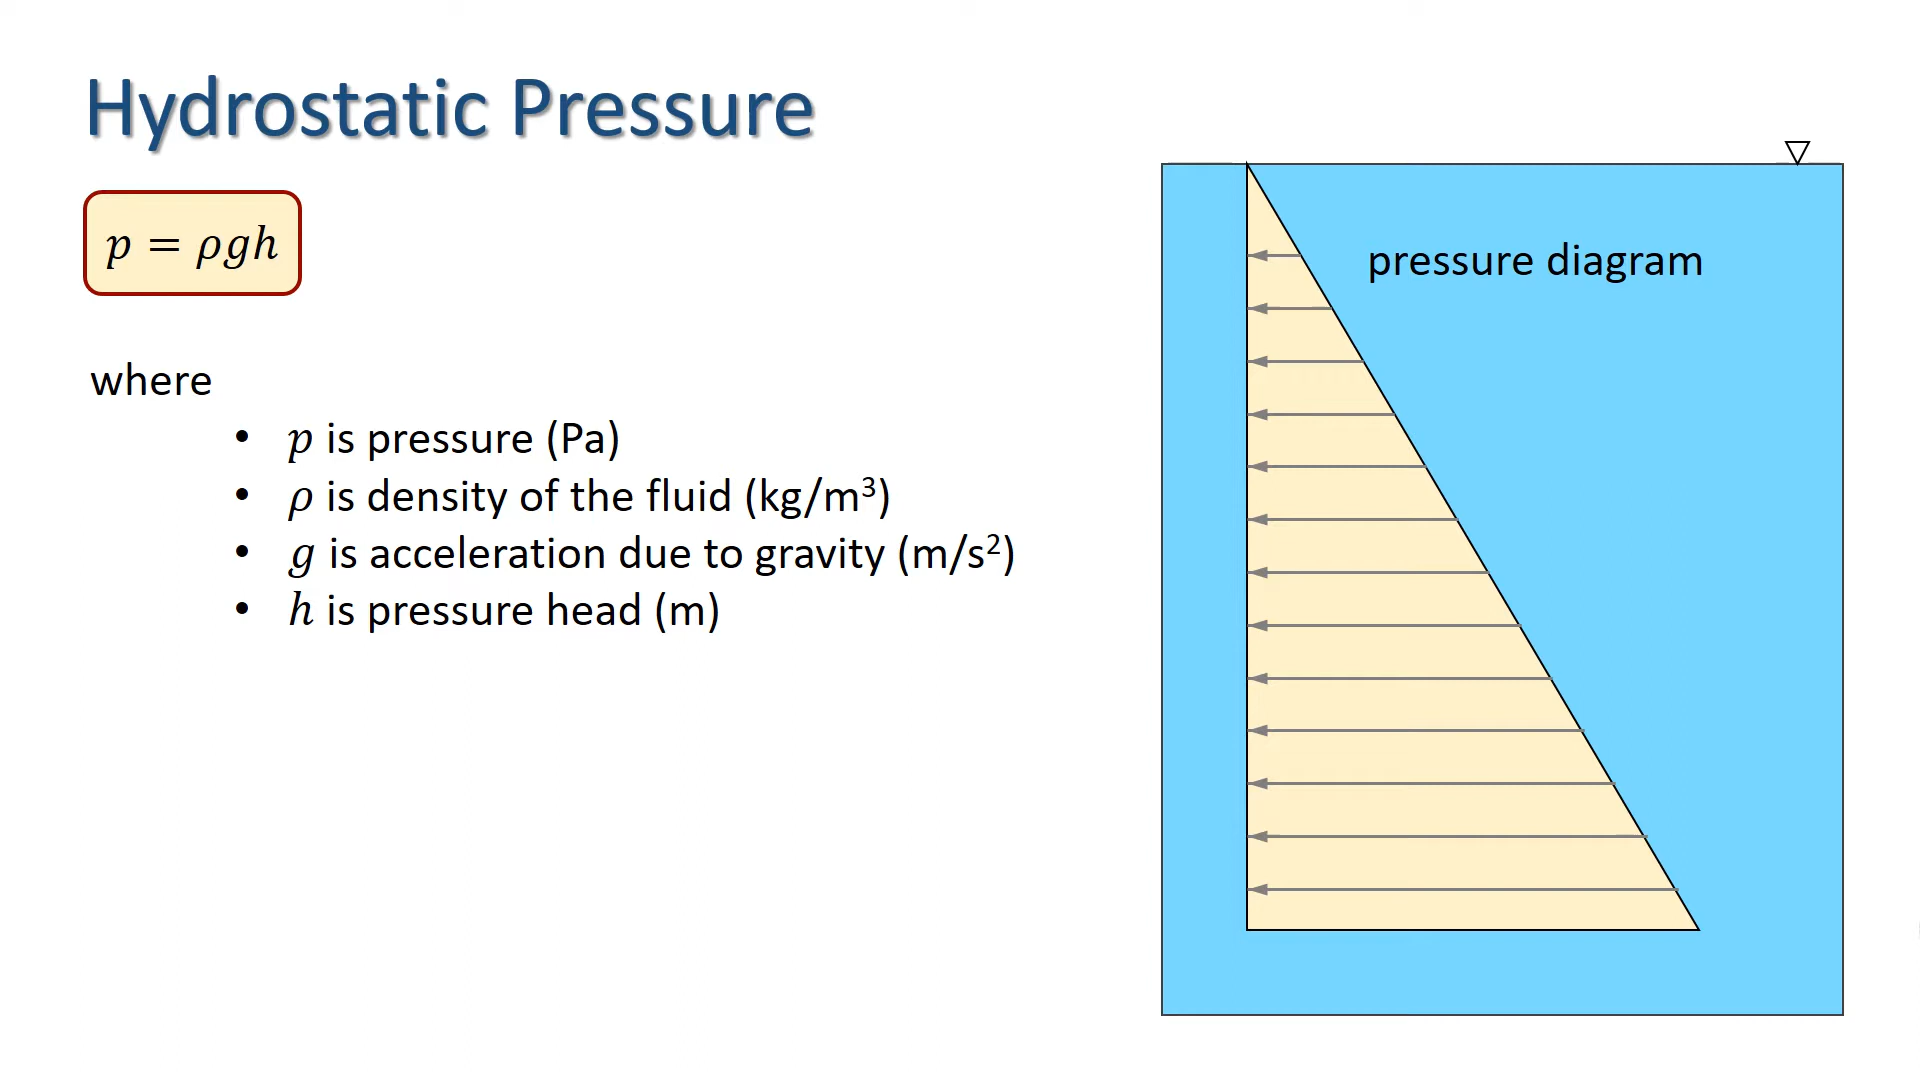 Hydrostatic Pressure
𝑝 = 𝜌𝑔ℎ
pressure diagram
where
• 𝑝 is pressure (Pa)
• 𝜌 is density of the fluid (kg/m³)
• 𝑔 is acceleration due to gravity (m/s²)
• ℎ is pressure head (m)